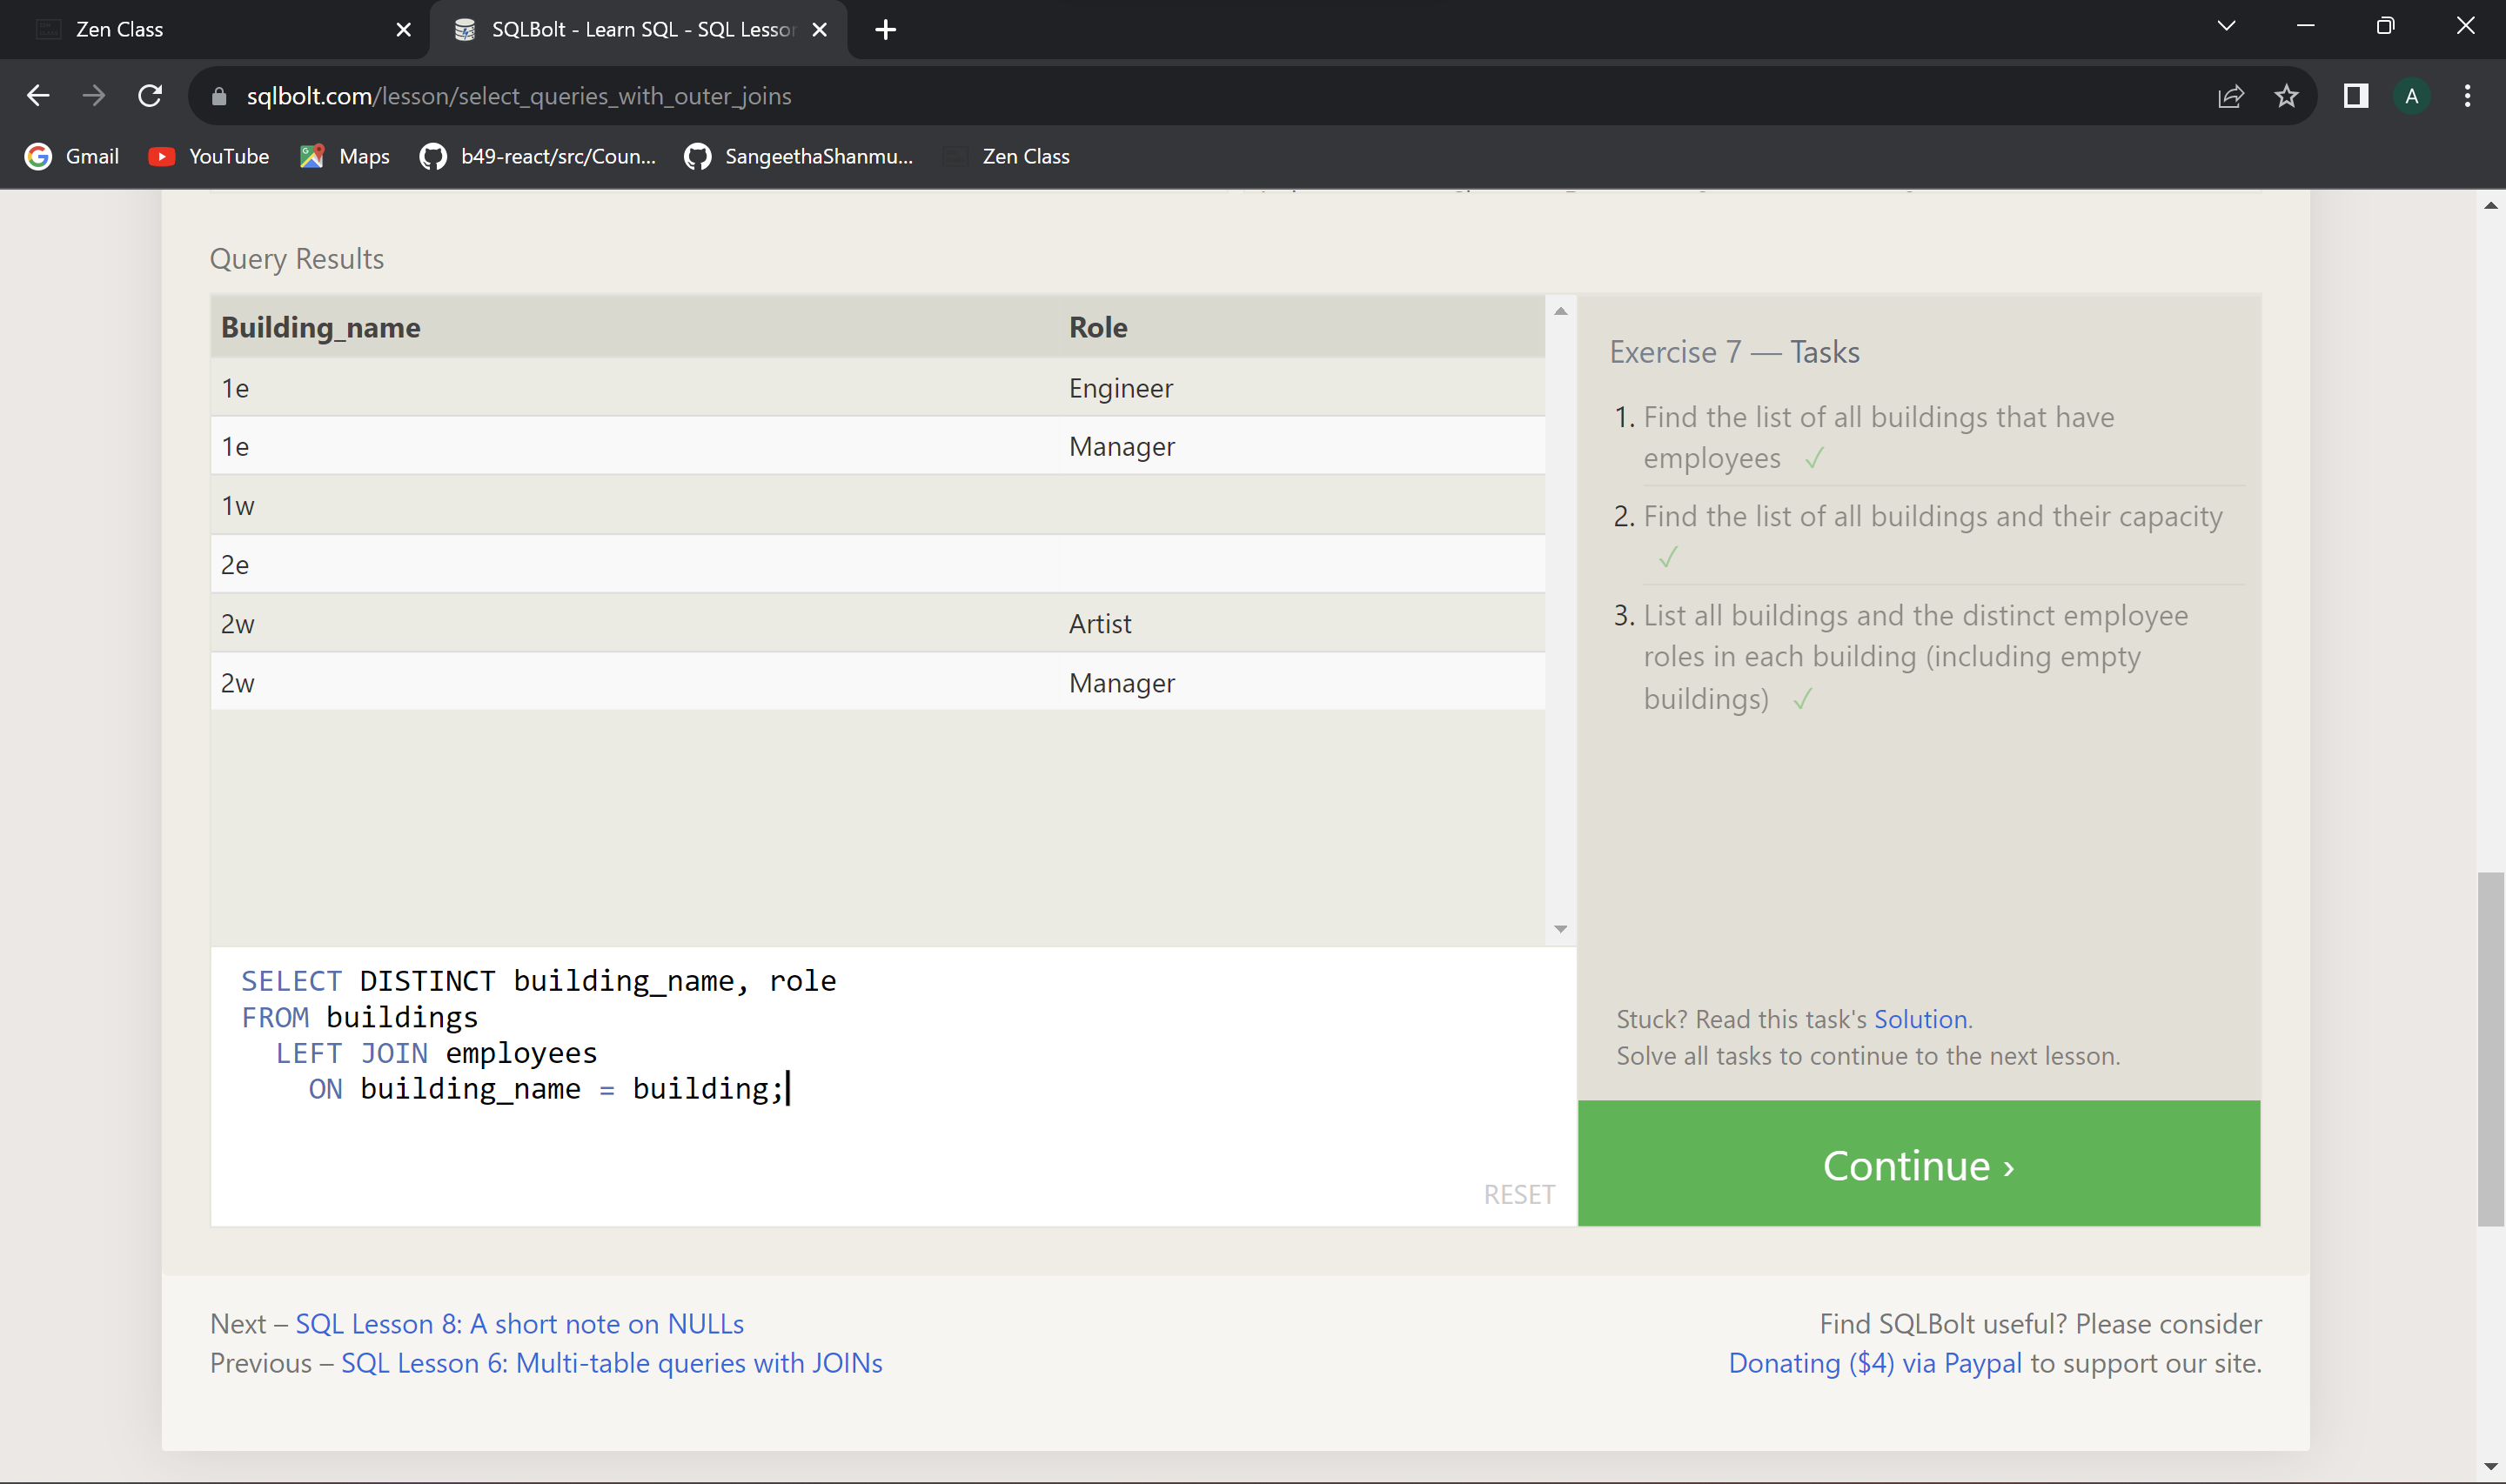 Zen Class
SQLBolt - Learn SQL - SQL Lesson
sqlbolt.com/lesson/select_queries_with_outer_joins
A
Gmail
YouTube
Maps
b49-react/src/Coun...
SangeethaShanmu...
Zen Class
Query Results
Building_name Role
1e Engineer
1e Manager
1w
2e
2w Artist
2w Manager
Exercise 7 — Tasks
1. Find the list of all buildings that have
employees ✓
2. Find the list of all buildings and their capacity
✓
3. List all buildings and the distinct employee
roles in each building (including empty
buildings) ✓
SELECT DISTINCT building_name, role
FROM buildings
LEFT JOIN employees
ON building_name = building;
RESET
Stuck? Read this task's Solution.
Solve all tasks to continue to the next lesson.
Continue ›
Next – SQL Lesson 8: A short note on NULLs
Previous – SQL Lesson 6: Multi-table queries with JOINs
Find SQLBolt useful? Please consider
Donating ($4) via Paypal to support our site.